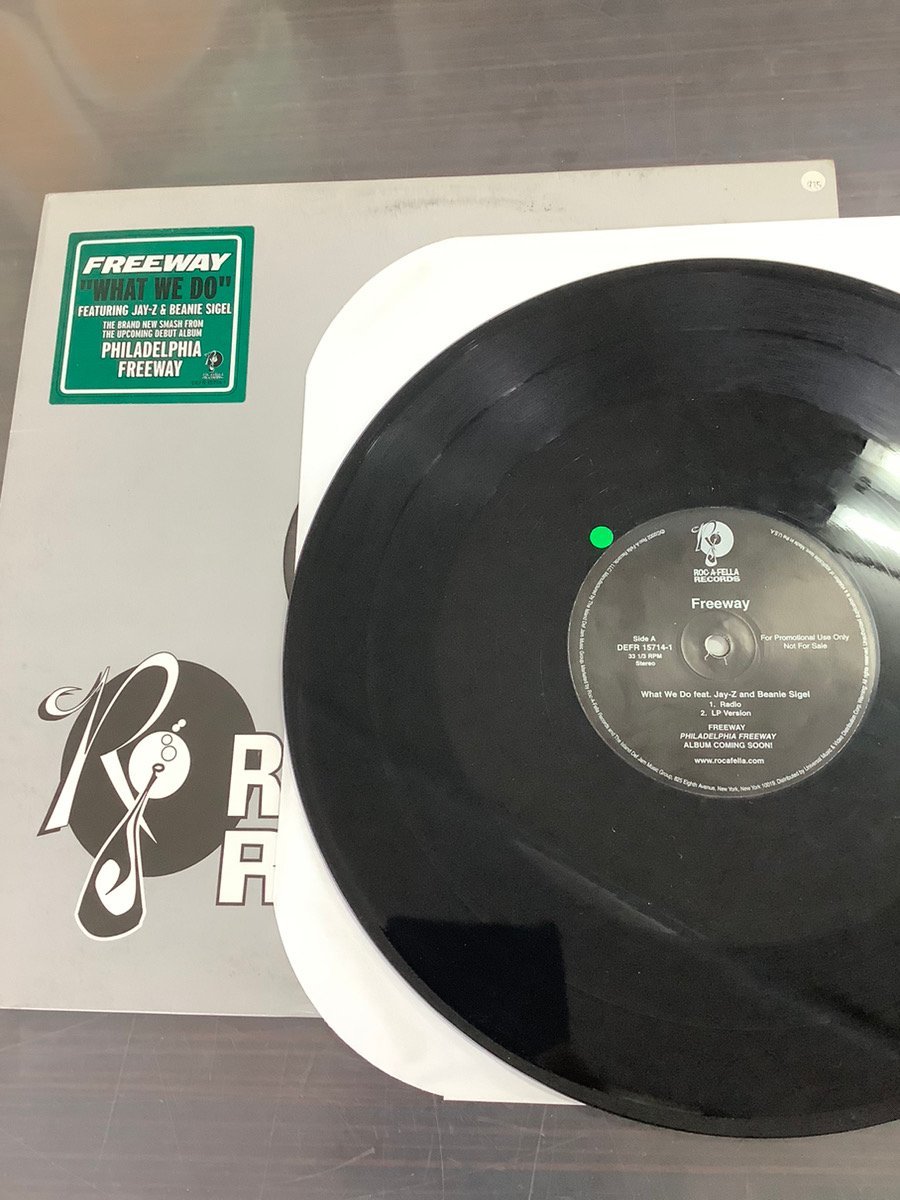 FREEWAY
"WHAT WE DO"
FEATURING JAY-Z & BEANIE SIGEL
THE BRAND NEW SMASH FROM
THE UPCOMING DEBUT ALBUM
PHILADELPHIA
FREEWAY
R
A
ROC-A-FELLA
RECORDS
Freeway
Side A
DEFR 15714-1
33 1/3 RPM
Stereo
For Promotional Use Only
Not For Sale
What We Do feat. Jay-Z and Beanie Sigel
1. Radio
2. LP Version
FREEWAY
PHILADELPHIA FREEWAY
ALBUM COMING SOON!
www.rocafella.com